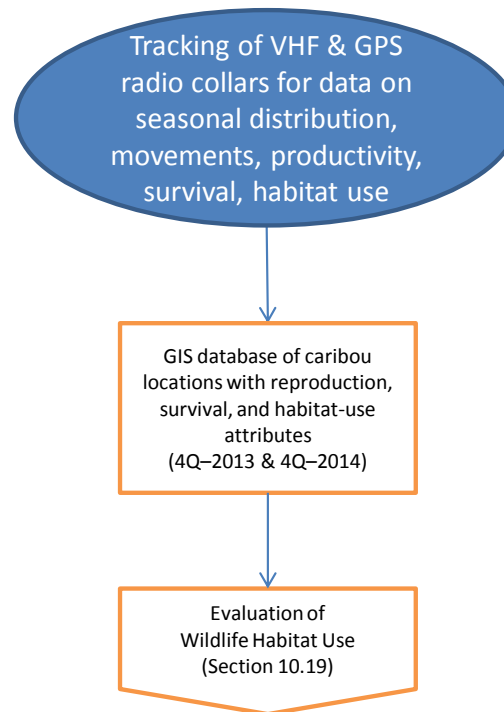 Tracking of VHF & GPS
radio collars for data on
seasonal distribution,
movements, productivity,
survival, habitat use
GIS database of caribou
locations with reproduction,
survival, and habitat-use
attributes
(4Q–2013 & 4Q–2014)
Evaluation of
Wildlife Habitat Use
(Section 10.19)